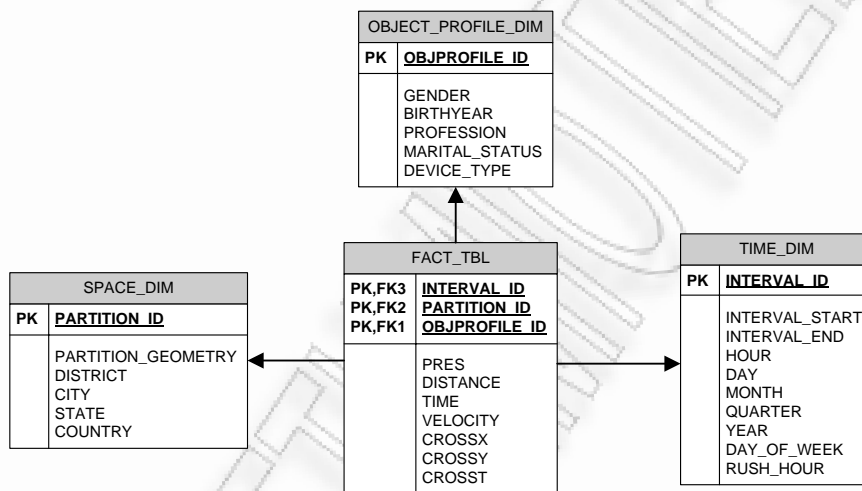 OBJECT_PROFILE_DIM
PK OBJPROFILE_ID
GENDER
BIRTHYEAR
PROFESSION
MARITAL_STATUS
DEVICE_TYPE
FACT_TBL
PK,FK3 INTERVAL_ID
PK,FK2 PARTITION_ID
PK,FK1 OBJPROFILE_ID
PRES
DISTANCE
TIME
VELOCITY
CROSSX
CROSSY
CROSST
SPACE_DIM
PK PARTITION_ID
PARTITION_GEOMETRY
DISTRICT
CITY
STATE
COUNTRY
TIME_DIM
PK INTERVAL_ID
INTERVAL_START
INTERVAL_END
HOUR
DAY
MONTH
QUARTER
YEAR
DAY_OF_WEEK
RUSH_HOUR